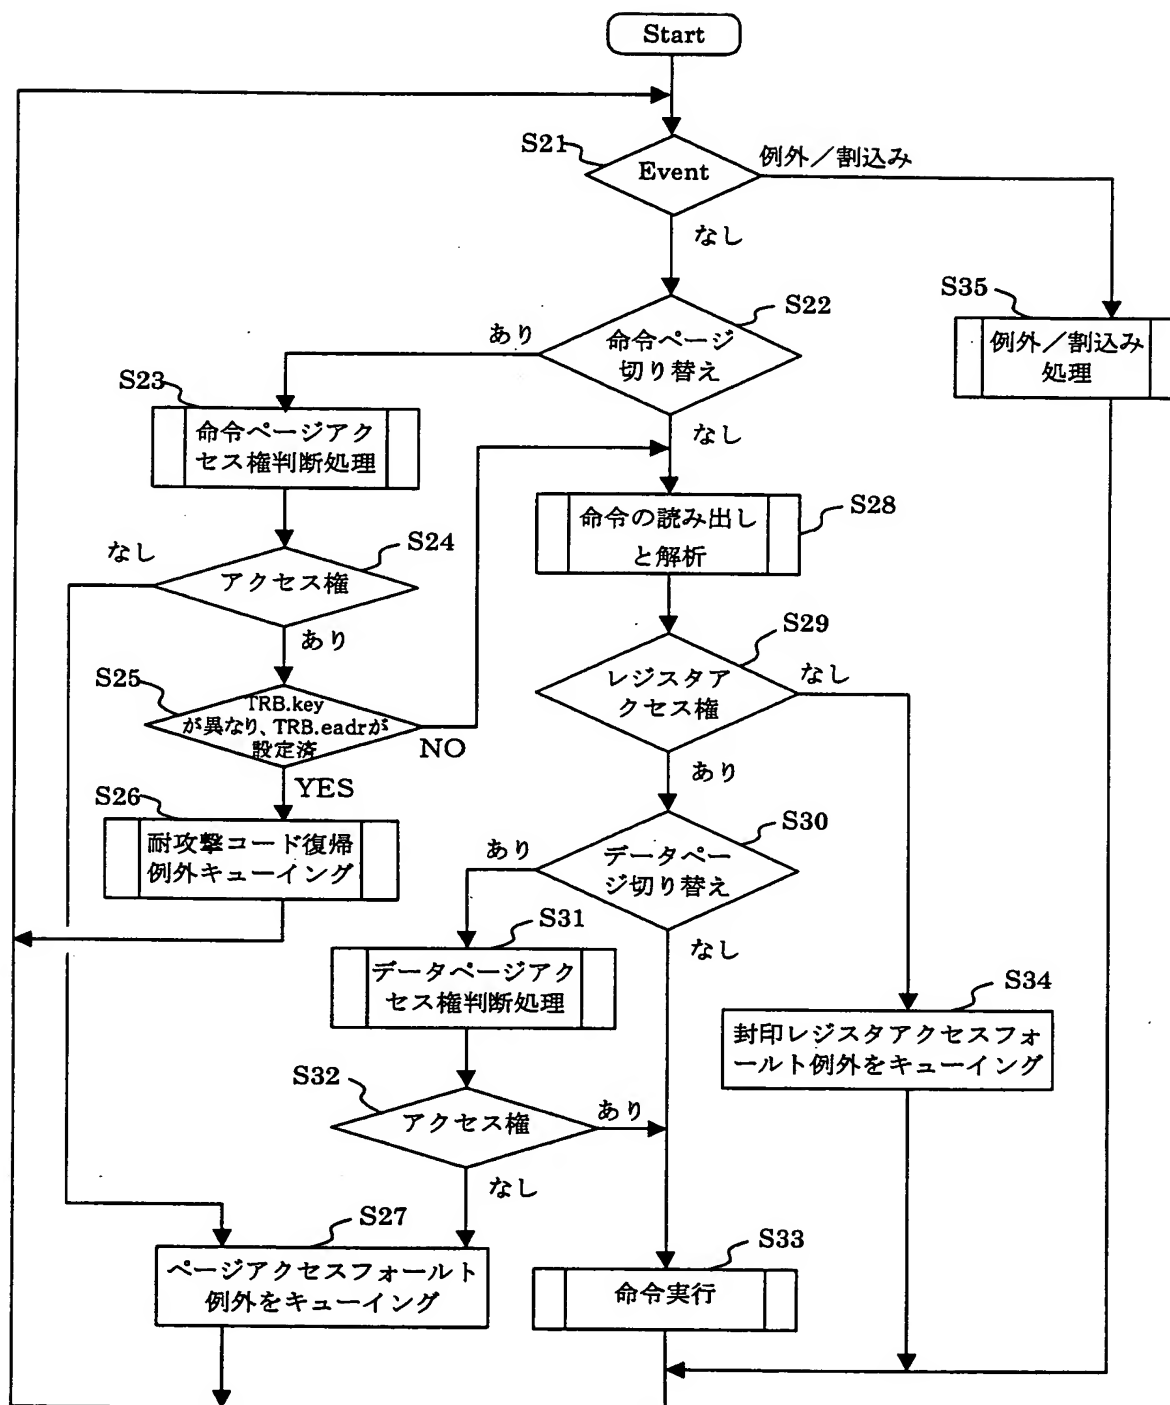 Start
S21
Event
例外／割込み
なし
S22
命令ページ
切り替え
あり
なし
S35
例外／割込み
処理
S23
命令ページアク
セス権判断処理
S28
命令の読み出し
と解析
S24
アクセス権
なし
あり
S29
レジスタア
クセス権
なし
あり
S25
TRB.key
が異なり、TRB.eadrが
設定済
NO
YES
S26
耐攻撃コード復帰
例外キューイング
S30
データペー
ジ切り替え
あり
なし
S31
データページアク
セス権判断処理
S34
封印レジスタアクセスフォ
ールト例外をキューイング
S32
アクセス権
あり
なし
S27
ページアクセスフォールト
例外をキューイング
S33
命令実行